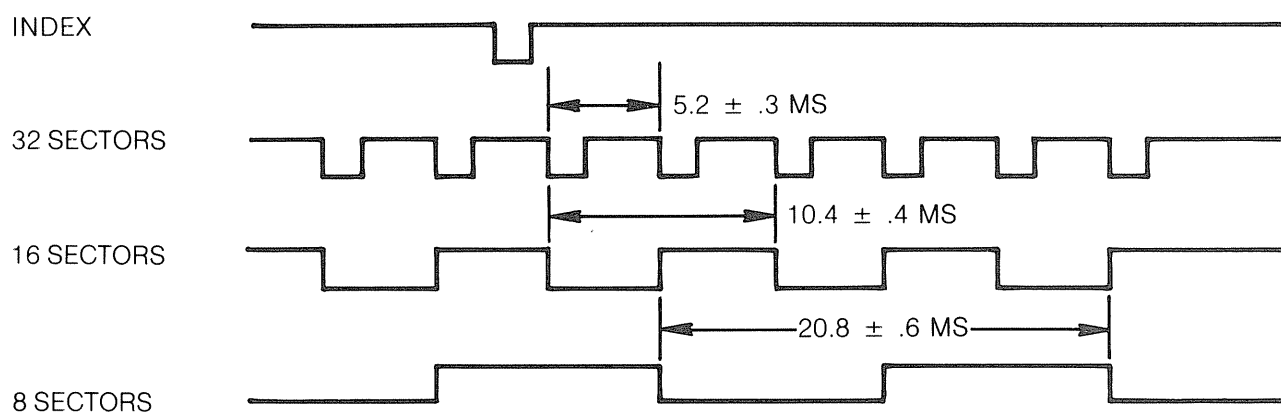 INDEX
5.2 ± .3 MS
32 SECTORS
10.4 ± .4 MS
16 SECTORS
20.8 ± .6 MS
8 SECTORS